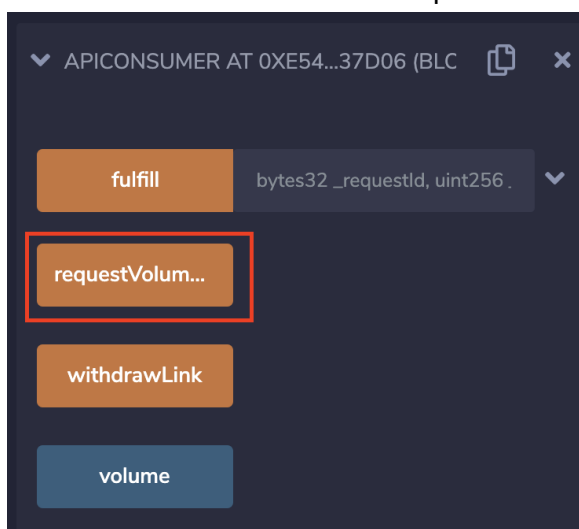 APICONSUMER AT 0XE54...37D06 (BLC
fulfill bytes32 _requestId, uint256 _
requestVolum...
withdrawLink
volume